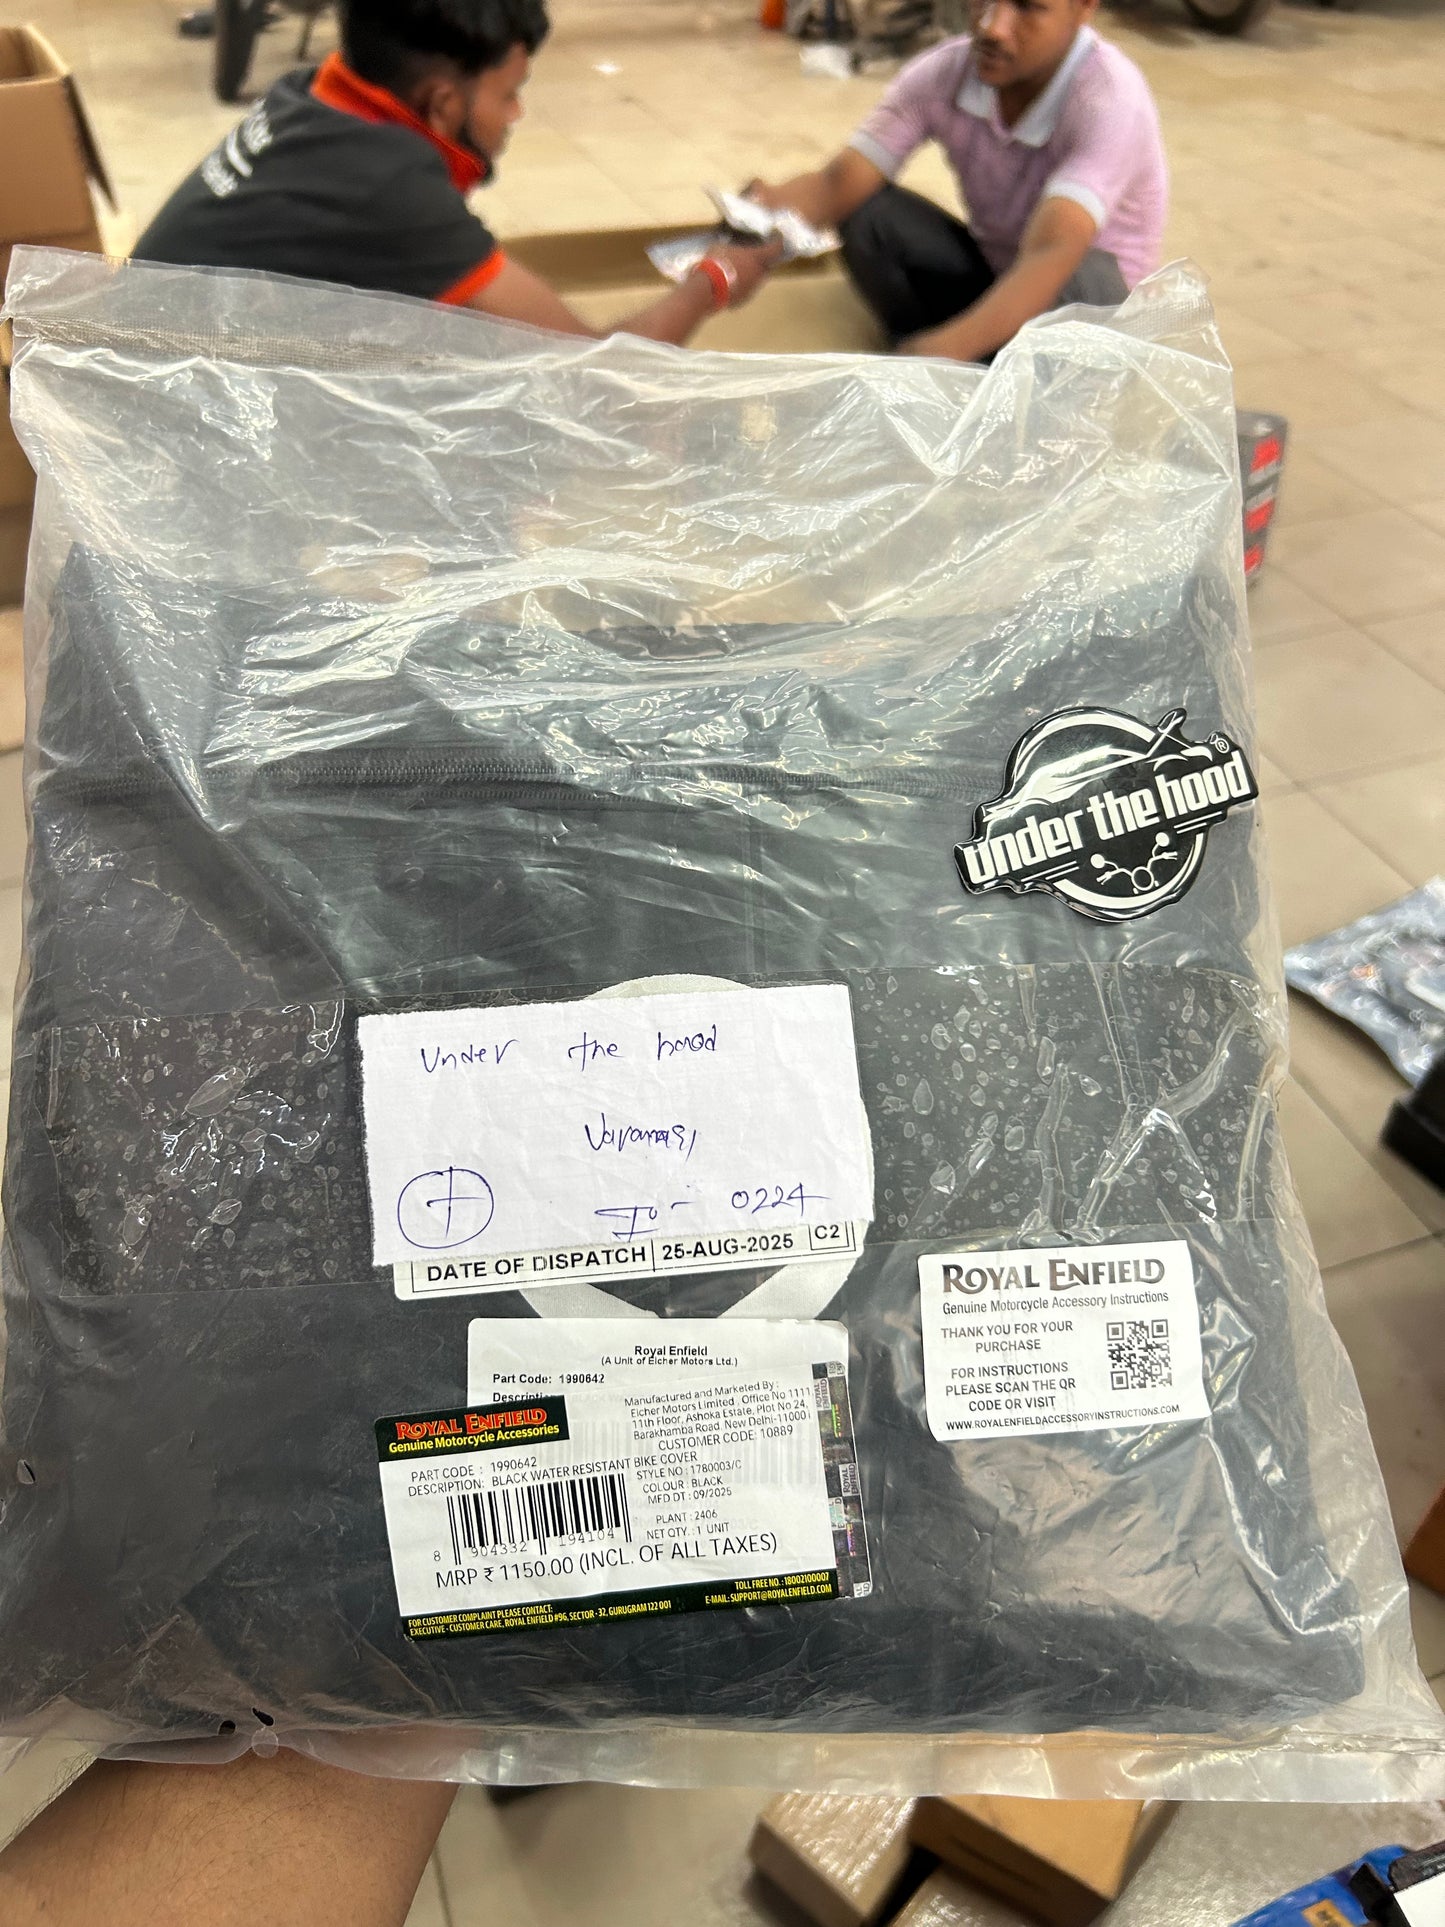 under the hood
®
Under the hood
Varanasi
7
To - 0224
DATE OF DISPATCH 25-AUG-2025 C2
ROYAL ENFIELD
Genuine Motorcycle Accessory Instructions
THANK YOU FOR YOUR
PURCHASE
FOR INSTRUCTIONS
PLEASE SCAN THE QR
CODE OR VISIT
WWW.ROYALENFIELDACCESSORYINSTRUCTIONS.COM
Royal Enfield
(A Unit of Eicher Motors Ltd.)
Part Code: 1990642
ROYAL ENFIELD
Genuine Motorcycle Accessories
Manufactured and Marketed By :
Eicher Motors Limited , Office No 1111,
11th Floor, Ashoka Estate, Plot No 24,
Barakhamba Road, New Delhi-110001
CUSTOMER CODE: 10889
PART CODE : 1990642
DESCRIPTION: BLACK WATER RESISTANT BIKE COVER
STYLE NO : 1780003/C
COLOUR : BLACK
MFD DT : 09/2025
PLANT : 2406
NET QTY. : 1 UNIT
8 904332 194104
MRP ₹ 1150.00 (INCL. OF ALL TAXES)
FOR CUSTOMER COMPLAINT PLEASE CONTACT:
EXECUTIVE - CUSTOMER CARE, ROYAL ENFIELD #96, SECTOR - 32, GURUGRAM 122 001
TOLL FREE NO. : 18002100007
E-MAIL: SUPPORT@ROYALENFIELD.COM